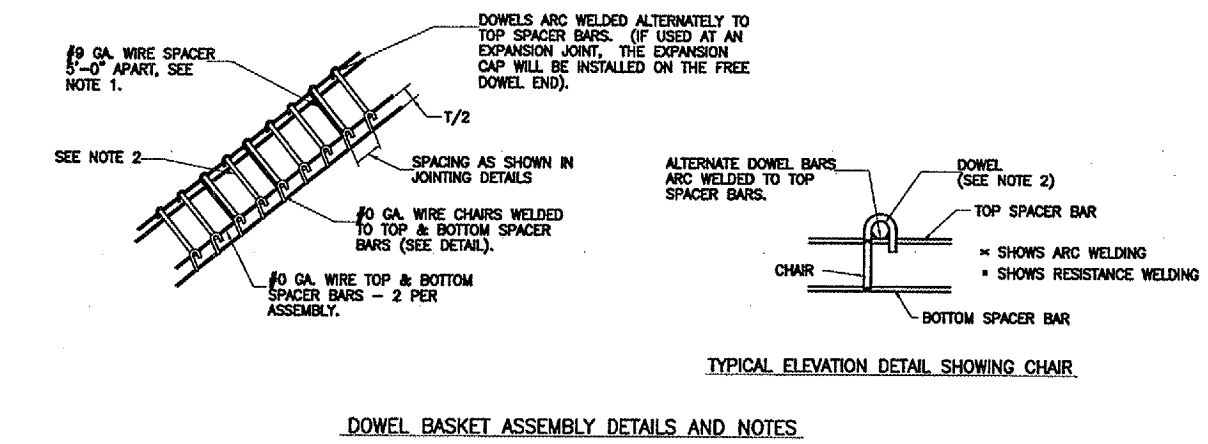 DOWELS ARC WELDED ALTERNATELY TO
TOP SPACER BARS. (IF USED AT AN
EXPANSION JOINT, THE EXPANSION
CAP WILL BE INSTALLED ON THE FREE
DOWEL END).
#9 GA. WIRE SPACER
5'-0" APART, SEE
NOTE 1.
T/2
SEE NOTE 2
SPACING AS SHOWN IN
JOINTING DETAILS
#0 GA. WIRE CHAIRS WELDED
TO TOP & BOTTOM SPACER
BARS (SEE DETAIL).
#0 GA. WIRE TOP & BOTTOM
SPACER BARS – 2 PER
ASSEMBLY.
ALTERNATE DOWEL BARS
ARC WELDED TO TOP
SPACER BARS.
DOWEL
(SEE NOTE 2)
TOP SPACER BAR
× SHOWS ARC WELDING
▪ SHOWS RESISTANCE WELDING
CHAIR
BOTTOM SPACER BAR
TYPICAL ELEVATION DETAIL SHOWING CHAIR
DOWEL BASKET ASSEMBLY DETAILS AND NOTES